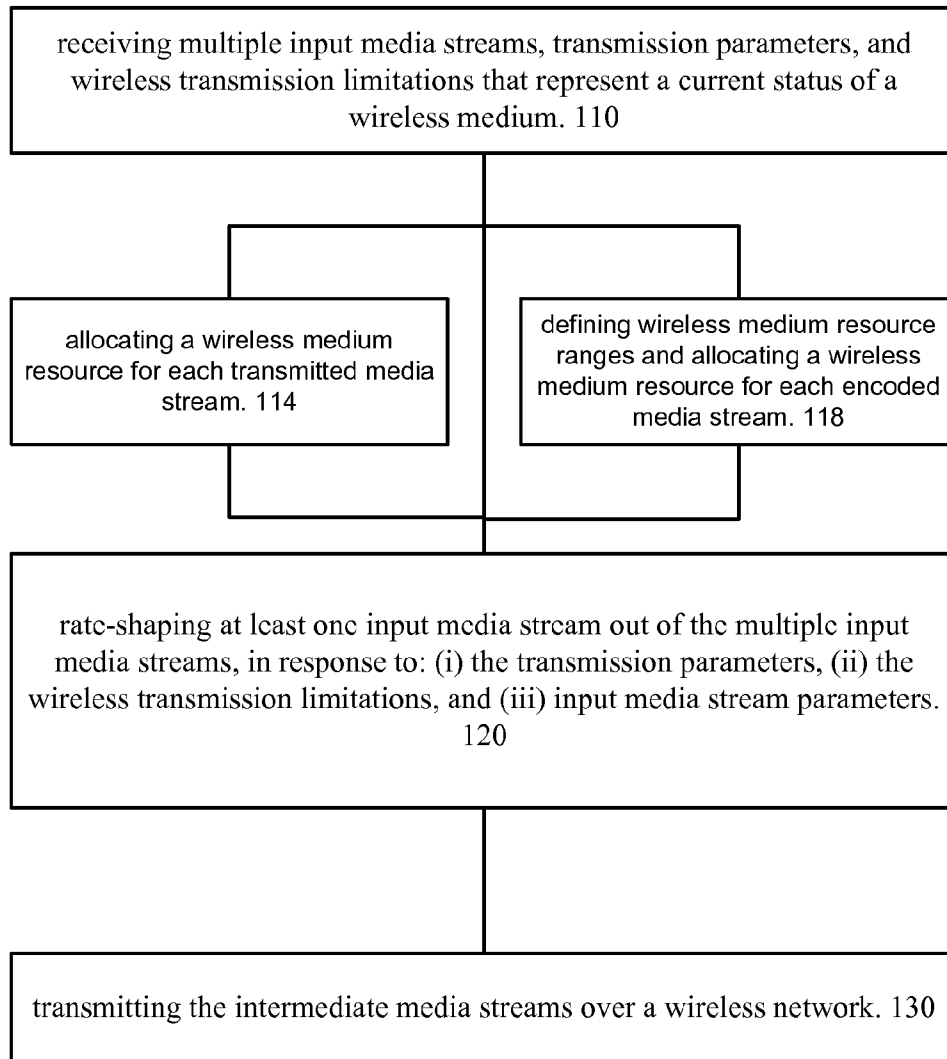 receiving multiple input media streams, transmission parameters, and
wireless transmission limitations that represent a current status of a
wireless medium. 110
allocating a wireless medium
resource for each transmitted media
stream. 114
defining wireless medium resource
ranges and allocating a wireless
medium resource for each encoded
media stream. 118
rate-shaping at least one input media stream out of the multiple input
media streams, in response to: (i) the transmission parameters, (ii) the
wireless transmission limitations, and (iii) input media stream parameters.
120
transmitting the intermediate media streams over a wireless network. 130